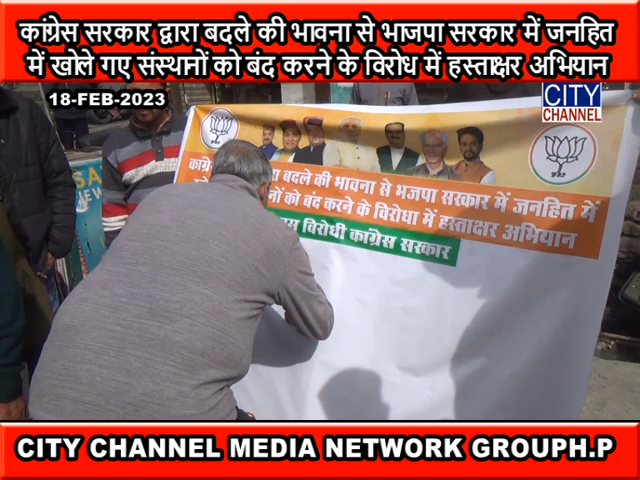 कांग्रेस सरकार द्वारा बदले की भावना से भाजपा सरकार में जनहित
में खोले गए संस्थानों को बंद करने के विरोध में हस्ताक्षर अभियान
18-FEB-2023
CITY
CHANNEL
रा बदले की भावना से भजपा सरकार में जनहित में
को बंद करने के विरोधा में हस्ताक्षर अभियान
विरोधी कांग्रेस सरकार
CITY CHANNEL MEDIA NETWORK GROUPH.P